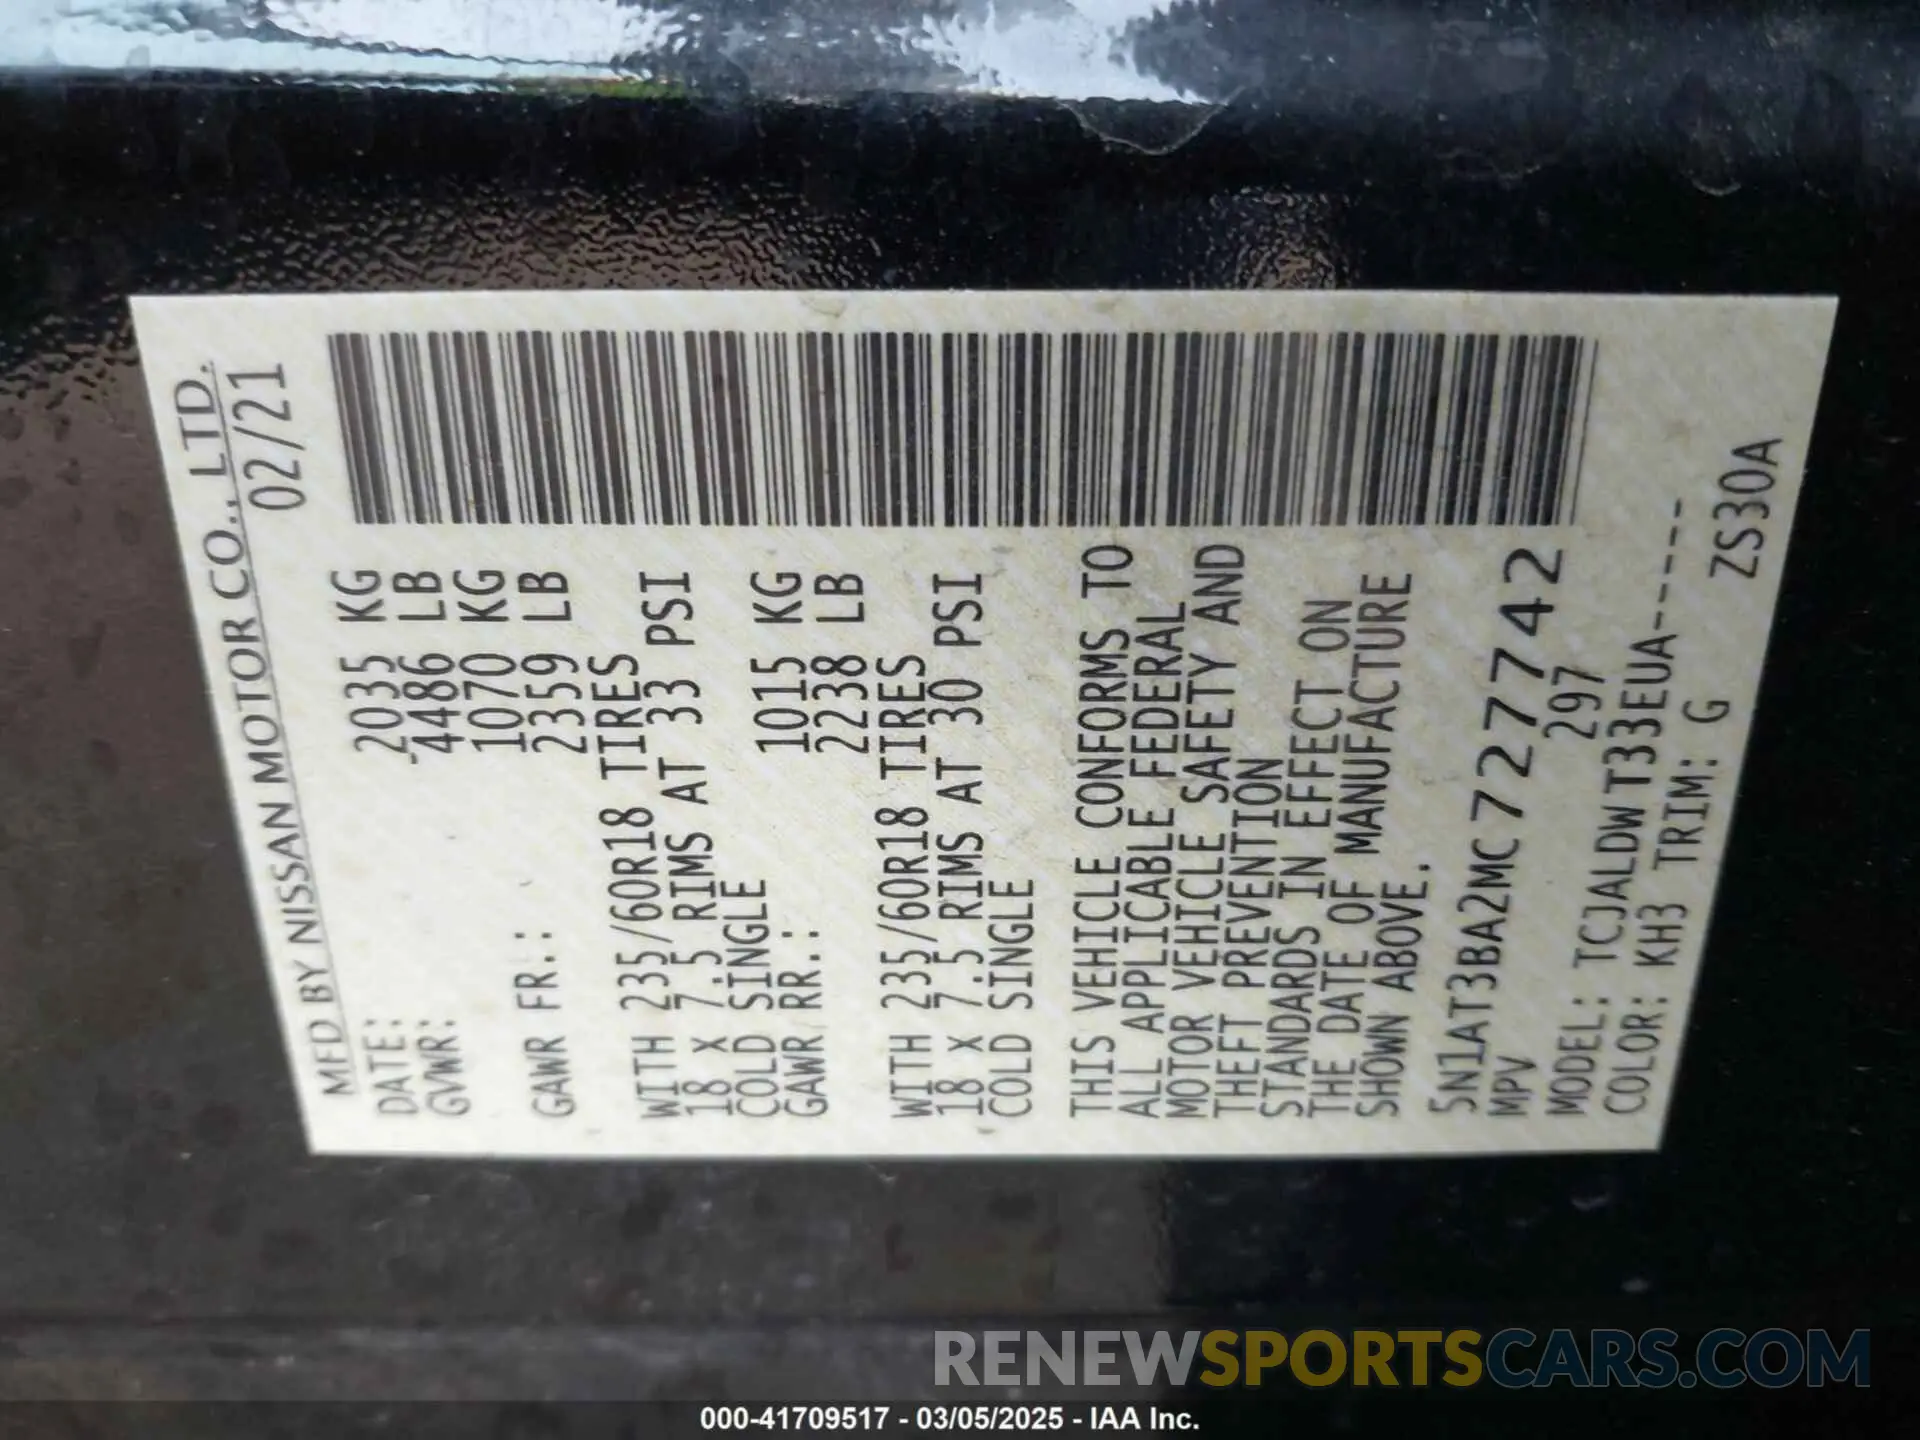 MFD BY NISSAN MOTOR CO., LTD.
DATE: 02/21
GVWR: 2035 KG
4486 LB
GAWR FR.: 1070 KG
2359 LB
WITH 235/60R18 TIRES
18 x 7.5 RIMS AT 33 PSI
COLD SINGLE
GAWR RR.: 1015 KG
2238 LB
WITH 235/60R18 TIRES
18 x 7.5 RIMS AT 30 PSI
COLD SINGLE
THIS VEHICLE CONFORMS TO
ALL APPLICABLE FEDERAL
MOTOR VEHICLE SAFETY AND
THEFT PREVENTION
STANDARDS IN EFFECT ON
THE DATE OF MANUFACTURE
SHOWN ABOVE.
5N1AT3BA2MC727742
MPV 297
MODEL: TCJALDWT33EUA-----
COLOR: KH3 TRIM: G ZS30A
RENEWSPORTSCARS.COM
000-41709517 - 03/05/2025 - IAA Inc.